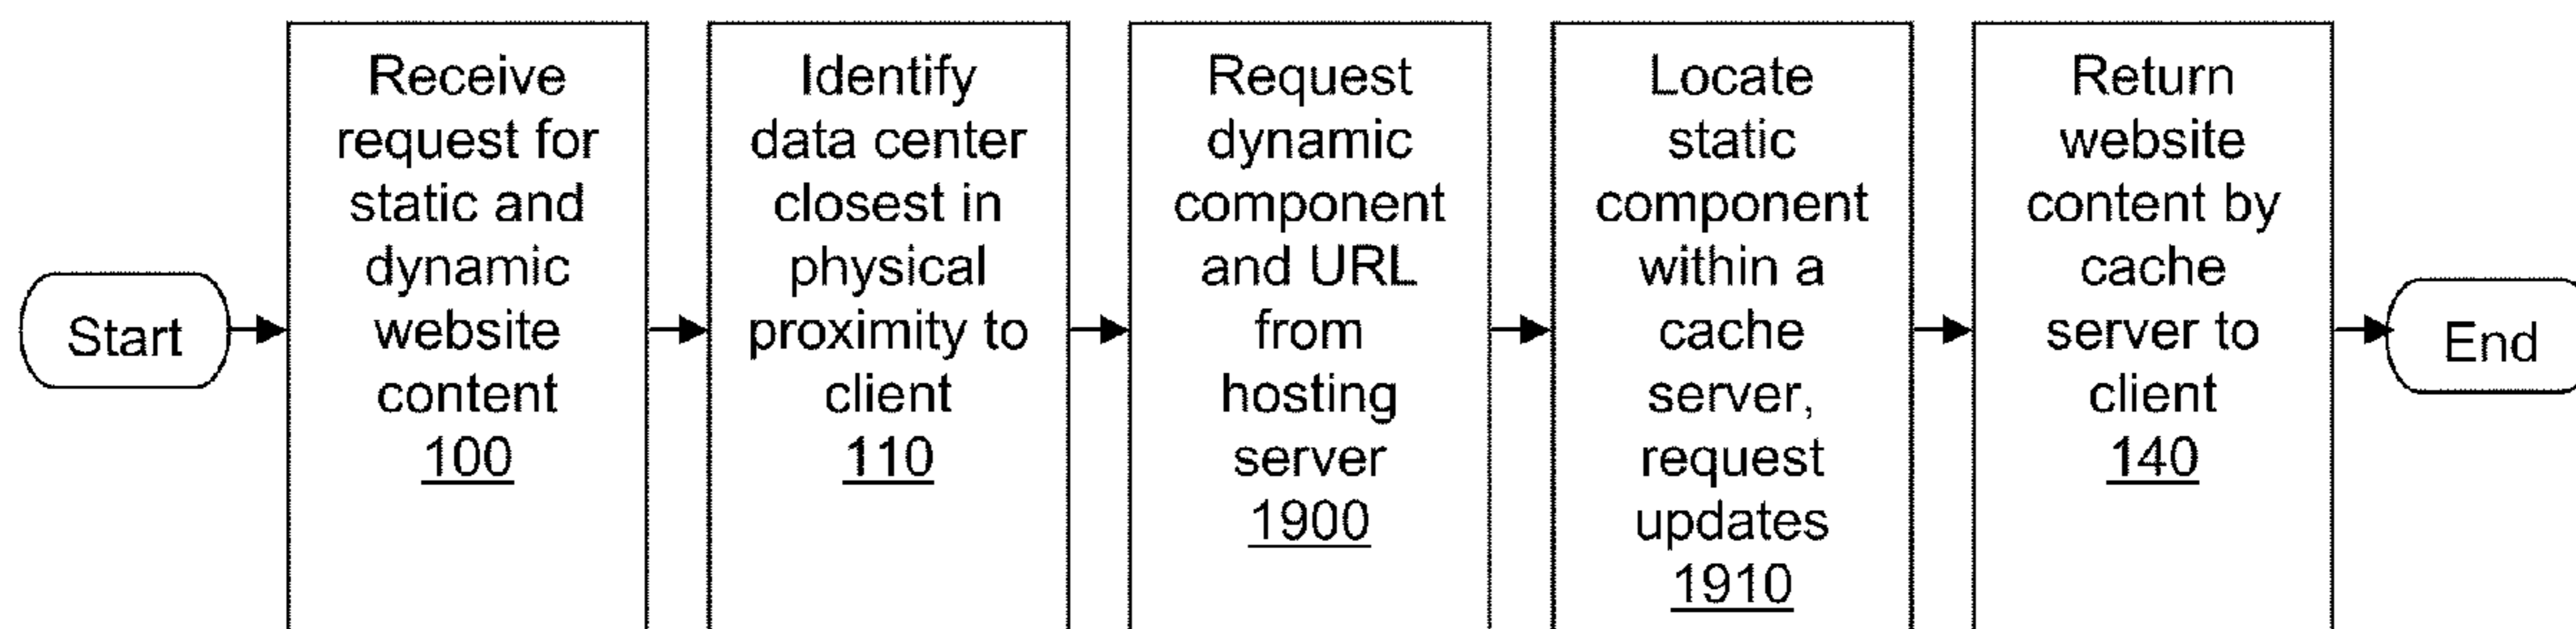 Start
Receive
request for
static and
dynamic
website
content
100
Identify
data center
closest in
physical
proximity to
client
110
Request
dynamic
component
and URL
from
hosting
server
1900
Locate
static
component
within a
cache
server,
request
updates
1910
Return
website
content by
cache
server to
client
140
End